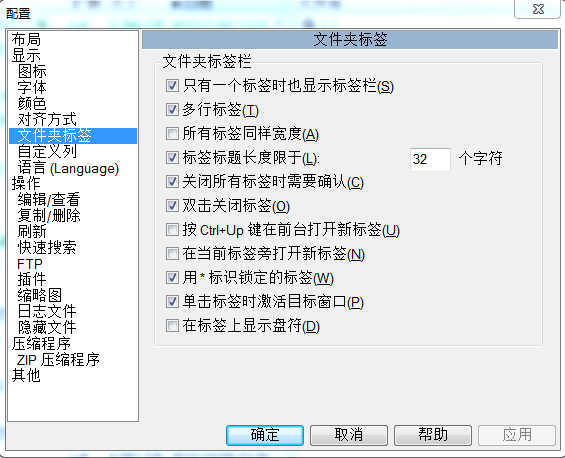 配置
布局
显示
图标
字体
颜色
对齐方式
文件夹标签
自定义列
语言 (Language)
操作
编辑/查看
复制/删除
刷新
快速搜索
FTP
插件
缩略图
日志文件
隐藏文件
压缩程序
ZIP 压缩程序
其他
文件夹标签
文件夹标签栏
只有一个标签时也显示标签栏(S)
多行标签(T)
所有标签同样宽度(A)
标签标题长度限于(L): 32 个字符
关闭所有标签时需要确认(C)
双击关闭标签(O)
按 Ctrl+Up 键在前台打开新标签(U)
在当前标签旁打开新标签(N)
用 * 标识锁定的标签(W)
单击标签时激活目标窗口(P)
在标签上显示盘符(D)
确定 取消 帮助 应用